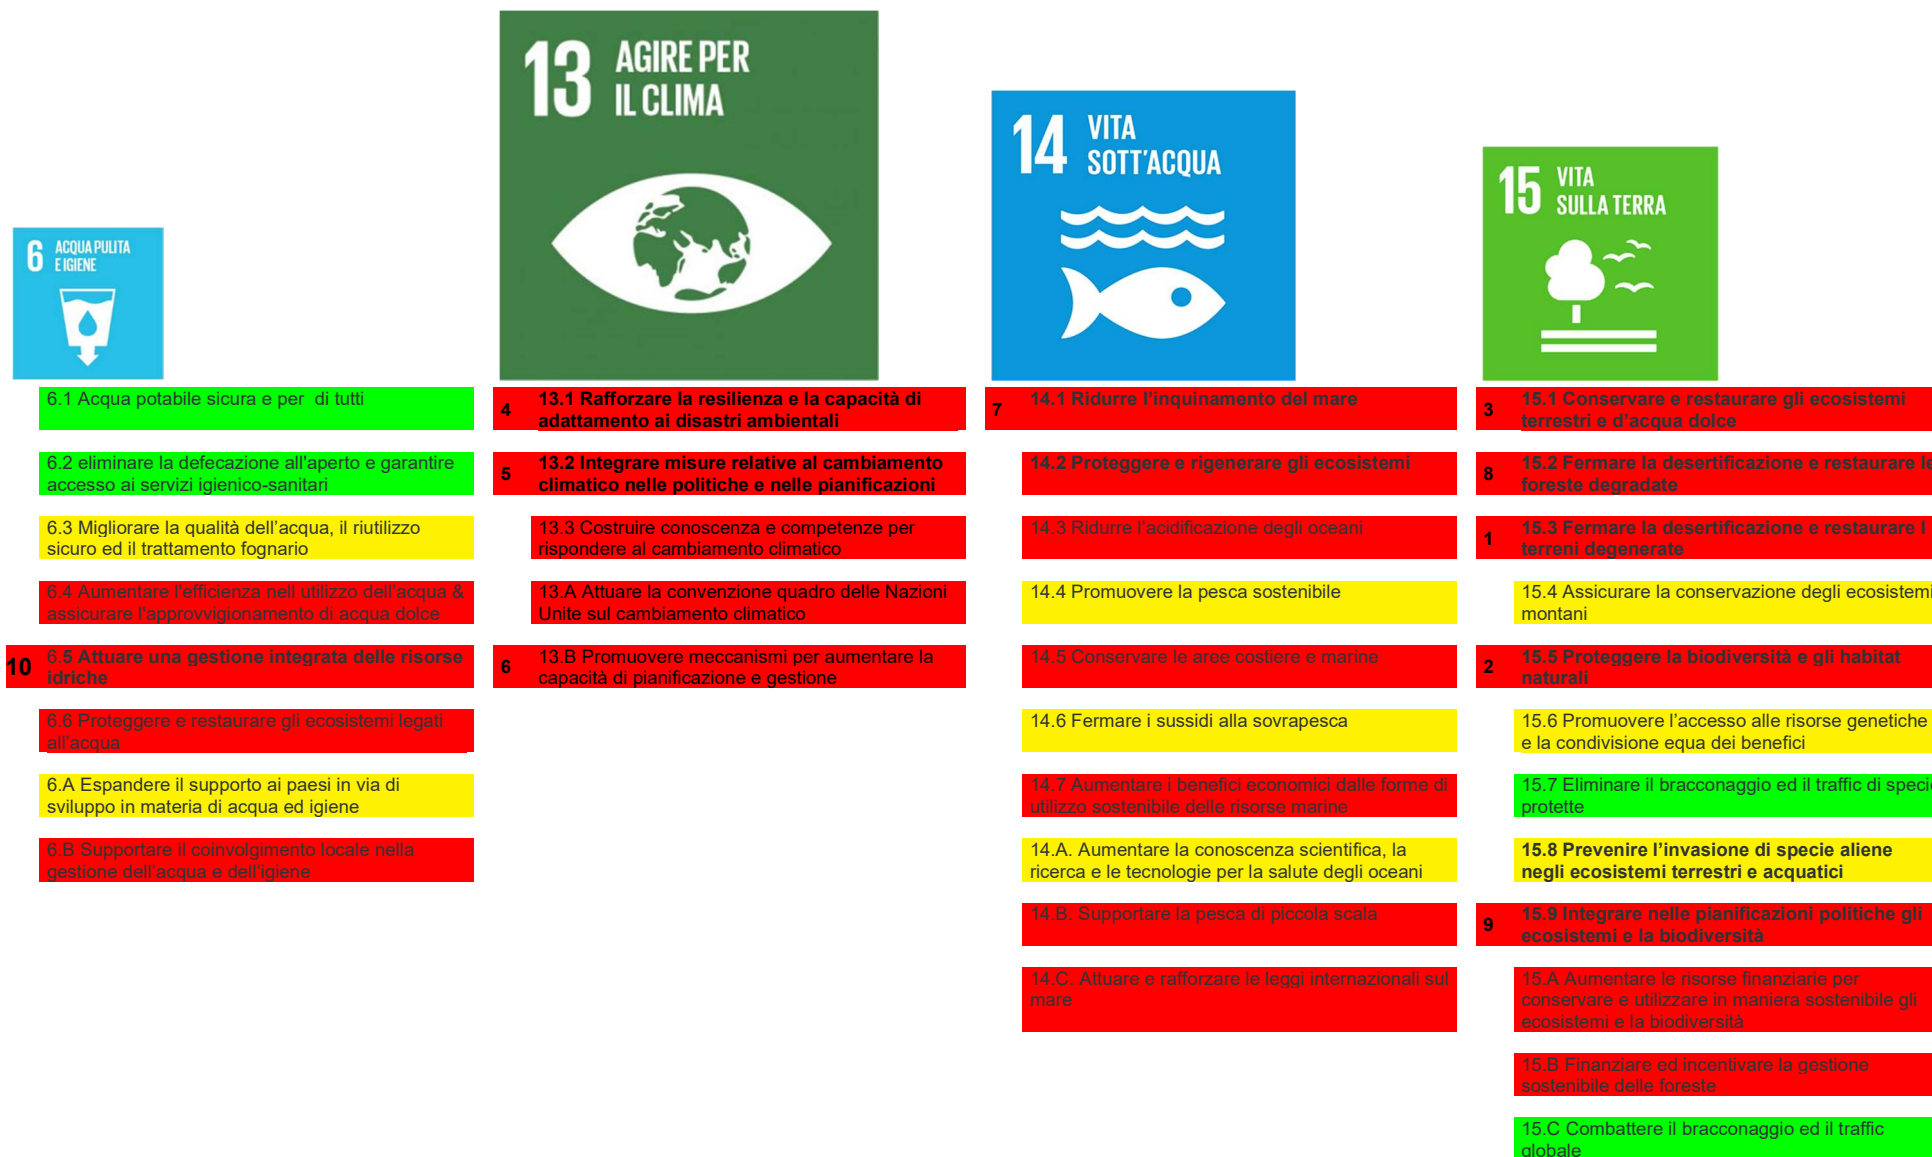 13 AGIRE PER
IL CLIMA
14 VITA
SOTT'ACQUA
15 VITA
SULLA TERRA
6 ACQUA PULITA
E IGIENE
6.1 Acqua potabile sicura e per  di tutti
6.2 eliminare la defecazione all'aperto e garantire
accesso ai servizi igienico-sanitari
6.3 Migliorare la qualità dell'acqua, il riutilizzo
sicuro ed il trattamento fognario
6.4 Aumentare l'efficienza nell utilizzo dell'acqua &
assicurare l'approvvigionamento di acqua dolce
10 6.5 Attuare una gestione integrata delle risorse
idriche
6.6 Proteggere e restaurare gli ecosistemi legati
all'acqua
6.A Espandere il supporto ai paesi in via di
sviluppo in materia di acqua ed igiene
6.B Supportare il coinvolgimento locale nella
gestione dell'acqua e dell'igiene
4 13.1 Rafforzare la resilienza e la capacità di
adattamento ai disastri ambientali
5 13.2 Integrare misure relative al cambiamento
climatico nelle politiche e nelle pianificazioni
13.3 Costruire conoscenza e competenze per
rispondere al cambiamento climatico
13.A Attuare la convenzione quadro delle Nazioni
Unite sul cambiamento climatico
6 13.B Promuovere meccanismi per aumentare la
capacità di pianificazione e gestione
7 14.1 Ridurre l'inquinamento del mare
14.2 Proteggere e rigenerare gli ecosistemi
14.3 Ridurre l'acidificazione degli oceani
14.4 Promuovere la pesca sostenibile
14.5 Conservare le aree costiere e marine
14.6 Fermare i sussidi alla sovrapesca
14.7 Aumentare i benefici economici dalle forme di
utilizzo sostenibile delle risorse marine
14.A. Aumentare la conoscenza scientifica, la
ricerca e le tecnologie per la salute degli oceani
14.B. Supportare la pesca di piccola scala
14.C. Attuare e rafforzare le leggi internazionali sul
mare
3 15.1 Conservare e restaurare gli ecosistemi
terrestri e d'acqua dolce
8 15.2 Fermare la desertificazione e restaurare le
foreste degradate
1 15.3 Fermare la desertificazione e restaurare I
terreni degenerate
15.4 Assicurare la conservazione degli ecosistemi
montani
2 15.5 Proteggere la biodiversità e gli habitat
naturali
15.6 Promuovere l'accesso alle risorse genetiche
e la condivisione equa dei benefici
15.7 Eliminare il bracconaggio ed il traffic di specie
protette
15.8 Prevenire l'invasione di specie aliene
negli ecosistemi terrestri e acquatici
9 15.9 Integrare nelle pianificazioni politiche gli
ecosistemi e la biodiversità
15.A Aumentare le risorse finanziarie per
conservare e utilizzare in maniera sostenibile gli
ecosistemi e la biodiversità
15.B Finanziare ed incentivare la gestione
sostenibile delle foreste
15.C Combattere il bracconaggio ed il traffic
globale